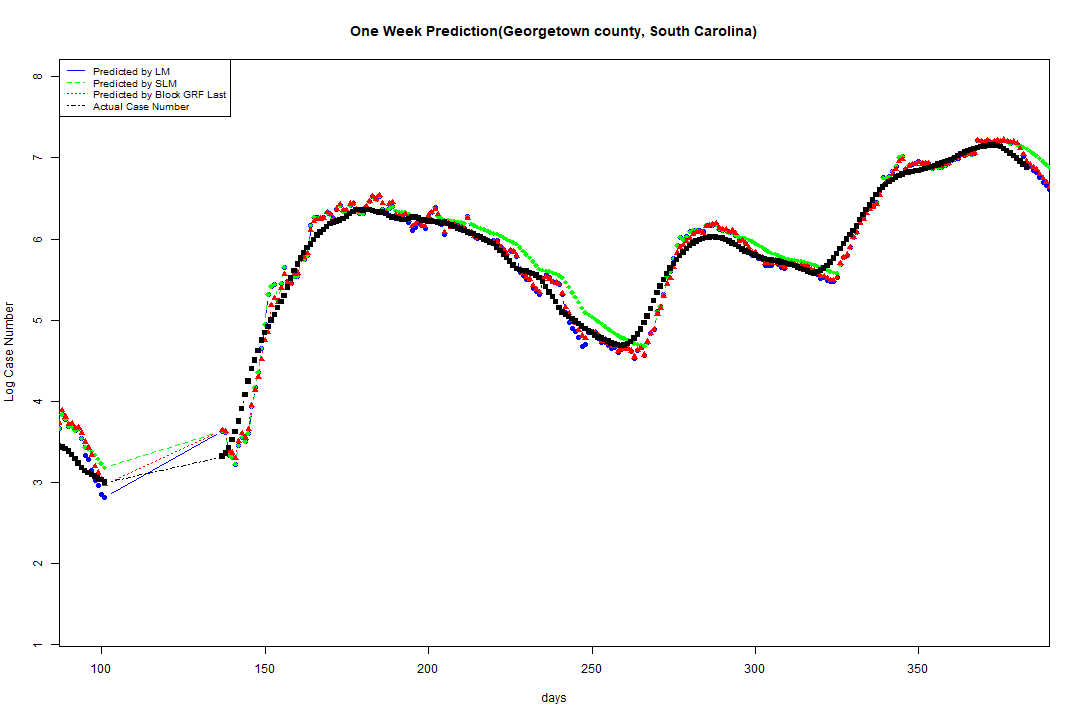 One Week Prediction(Georgetown county, South Carolina)
Predicted by LM
Predicted by SLM
Predicted by Block GRF Last
Actual Case Number
8
7
6
5
4
3
2
1
Log Case Number
100 150 200 250 300 350
days